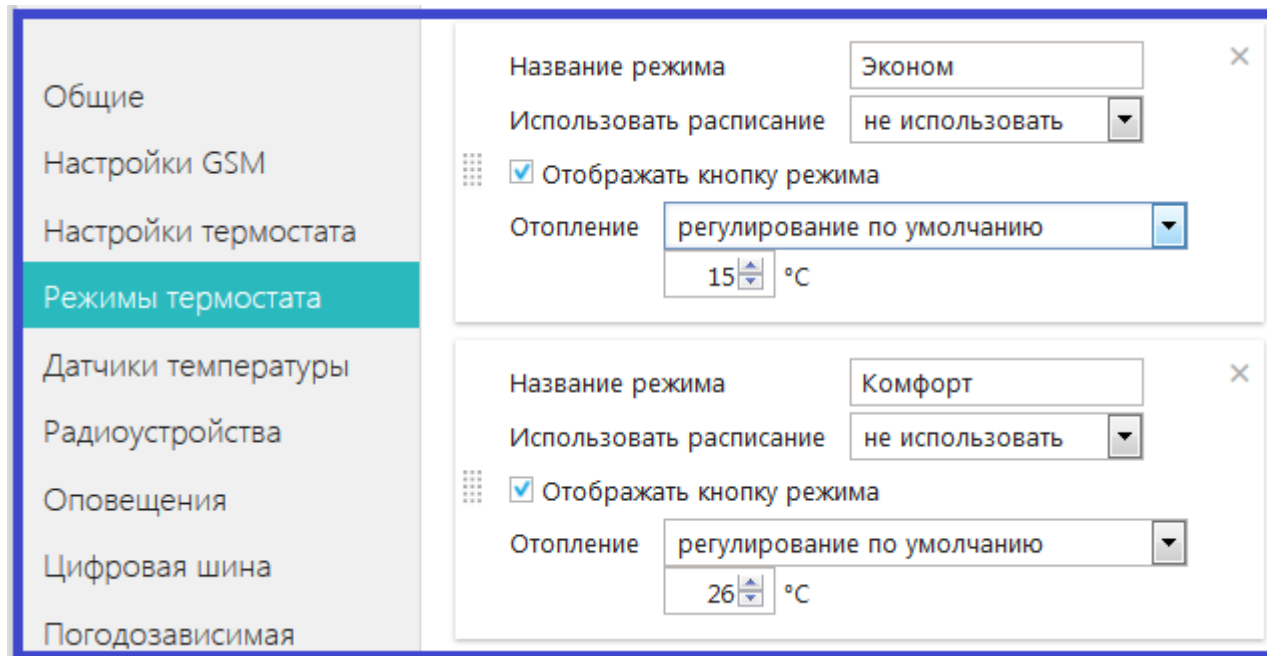 Общие
Настройки GSM
Настройки термостата
Режимы термостата
Датчики температуры
Радиоустройства
Оповещения
Цифровая шина
Погодозависимая
Название режима Эконом
Использовать расписание не использовать
Отображать кнопку режима
Отопление регулирование по умолчанию
15 °C
Название режима Комфорт
Использовать расписание не использовать
Отображать кнопку режима
Отопление регулирование по умолчанию
26 °C